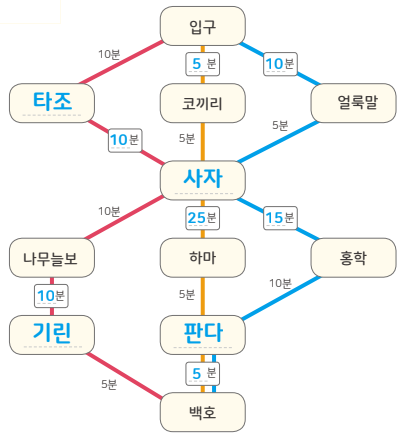 입구
10분
5 분
10분
타조
코끼리
얼룩말
10분
5분
5분
사자
10분
25분
15분
나무늘보
하마
홍학
10분
5분
10분
기린
판다
5분
5 분
백호